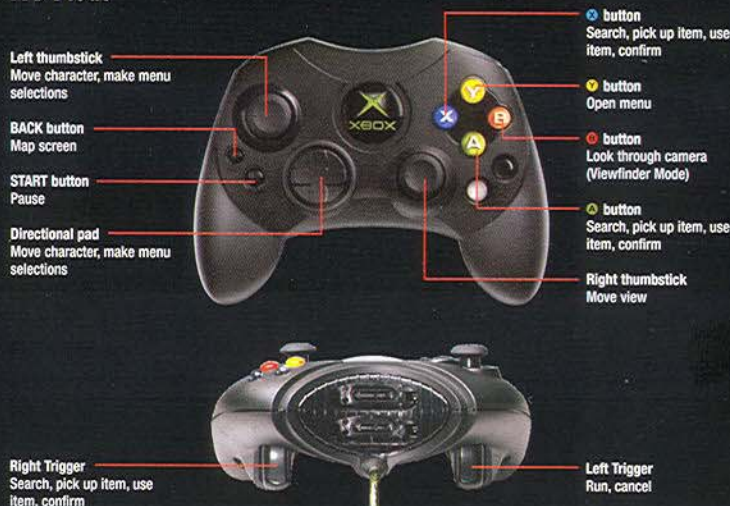 X button
Search, pick up item, use
item, confirm
Left thumbstick
Move character, make menu
selections
Y button
Open menu
BACK button
Map screen
B button
Look through camera
(Viewfinder Mode)
START button
Pause
A button
Search, pick up item, use
item, confirm
Directional pad
Move character, make menu
selections
Right thumbstick
Move view
XBOX
Y
X
B
A
Right Trigger
Search, pick up item, use
item, confirm
Left Trigger
Run, cancel